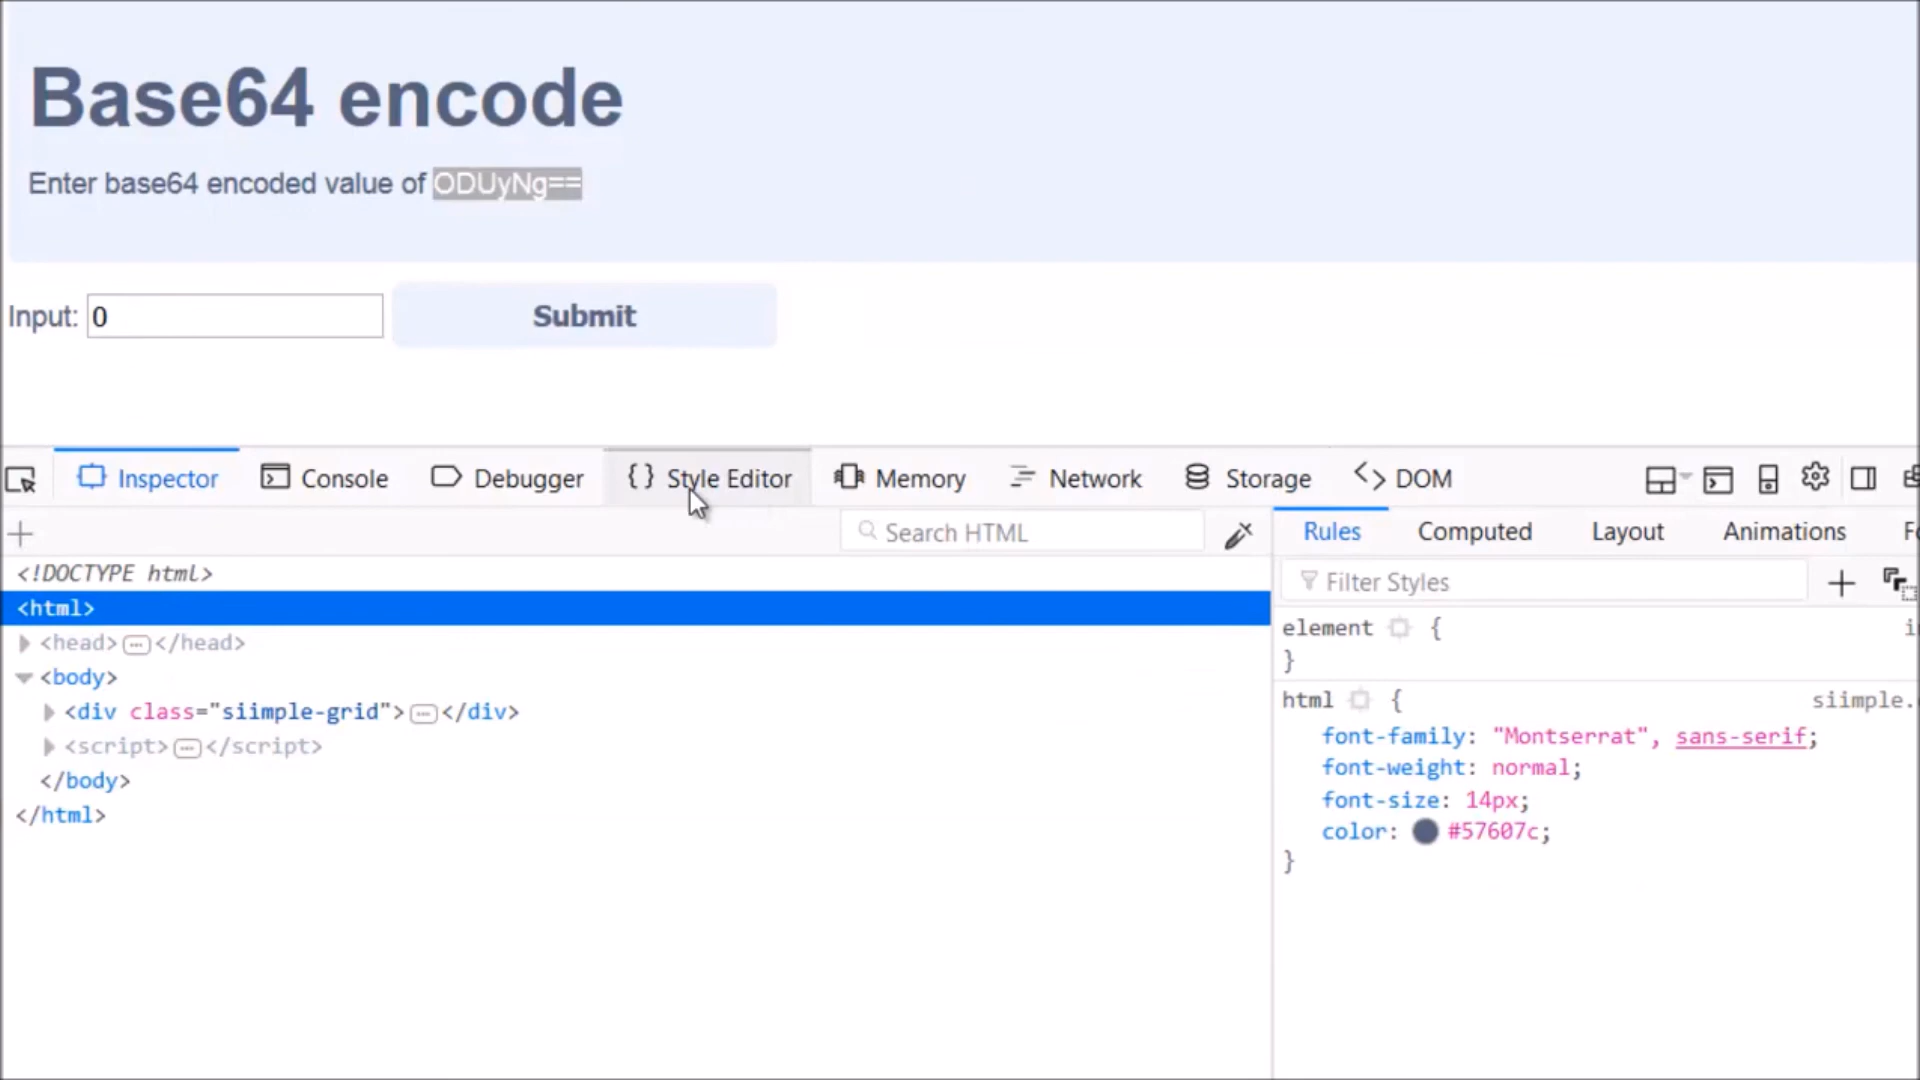 Base64 encode
Enter base64 encoded value of ODUyNg==
Input: 0 Submit
Inspector Console Debugger { } Style Editor Memory Network Storage DOM
Search HTML
Rules Computed Layout Animations
Filter Styles
<!DOCTYPE html>
<html>
<head>…</head>
<body>
<div class="siimple-grid">…</div>
<script>…</script>
</body>
</html>
element {
}
html { siimple.
font-family: "Montserrat", sans-serif;
font-weight: normal;
font-size: 14px;
color: #57607c;
}